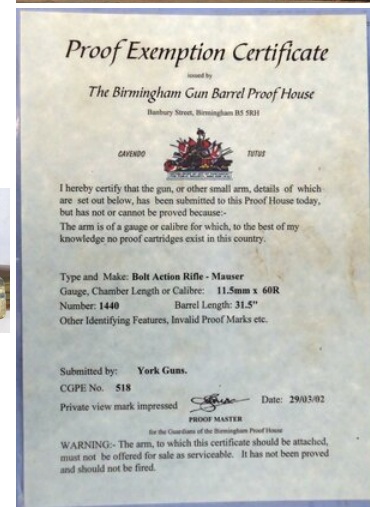 Proof Exemption Certificate
issued by
The Birmingham Gun Barrel Proof House
Banbury Street, Birmingham B5 5RH
CAVENDO TUTUS
I hereby certify that the gun, or other small arm, details of which
are set out below, has been submitted to this Proof House today,
but has not or cannot be proved because:-
The arm is of a gauge or calibre for which, to the best of my
knowledge no proof cartridges exist in this country.
Type and Make: Bolt Action Rifle - Mauser
Gauge, Chamber Length or Calibre: 11.5mm x 60R
Number: 1440 Barrel Length: 31.5"
Other Identifying Features, Invalid Proof Marks etc.
Submitted by: York Guns.
CGPE No. 518
Private view mark impressed Date: 29/03/02
PROOF MASTER
for the Guardians of the Birmingham Proof House
WARNING:- The arm, to which this certificate should be attached,
must not be offered for sale as serviceable. It has not been proved
and should not be fired.